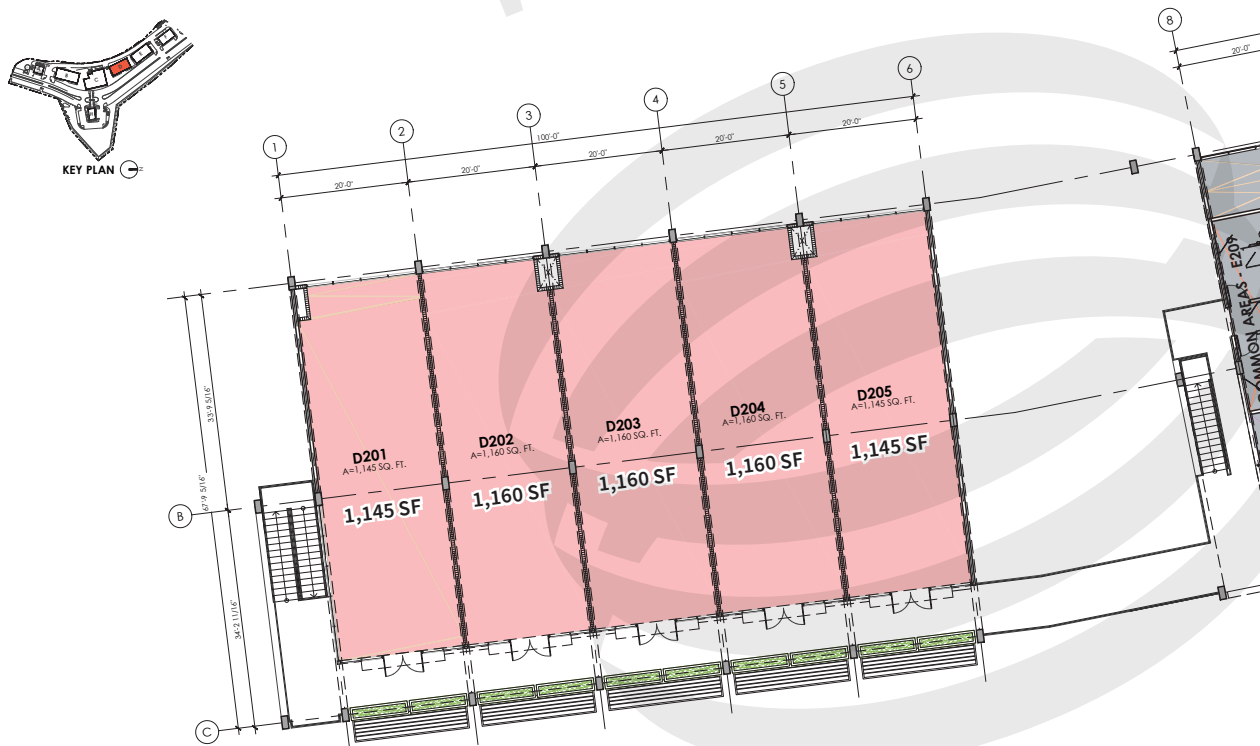 KEY PLAN
1
2
3
4
5
6
8
100'-0"
20'-0"
20'-0"
20'-0"
20'-0"
20'-0"
20'-0"
33'-9 5/16"
67'-9 5/16"
34'-2 11/16"
B
C
D201
A=1,145 SQ. FT.
1,145 SF
D202
A=1,160 SQ. FT.
1,160 SF
D203
A=1,160 SQ. FT.
1,160 SF
D204
A=1,160 SQ. FT.
1,160 SF
D205
A=1,145 SQ. FT.
1,145 SF
MMON AREAS - E209